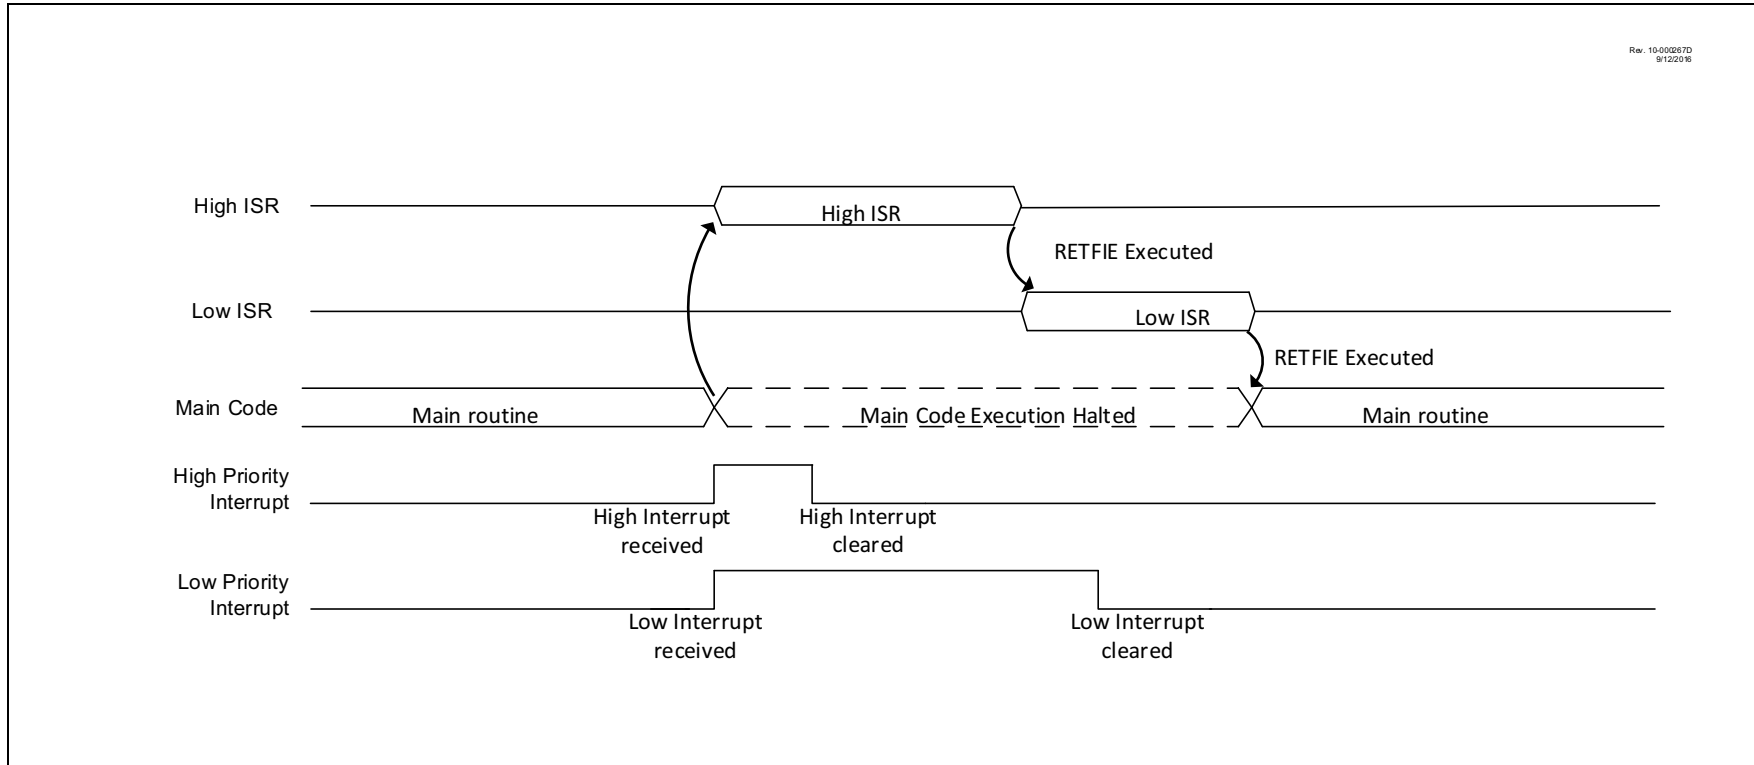 Rev. 10-000267D
9/12/2016
High ISR
High ISR
RETFIE Executed
Low ISR
Low ISR
RETFIE Executed
Main Code
Main routine
Main Code Execution Halted
Main routine
High Priority
Interrupt
High Interrupt
received
High Interrupt
cleared
Low Priority
Interrupt
Low Interrupt
received
Low Interrupt
cleared